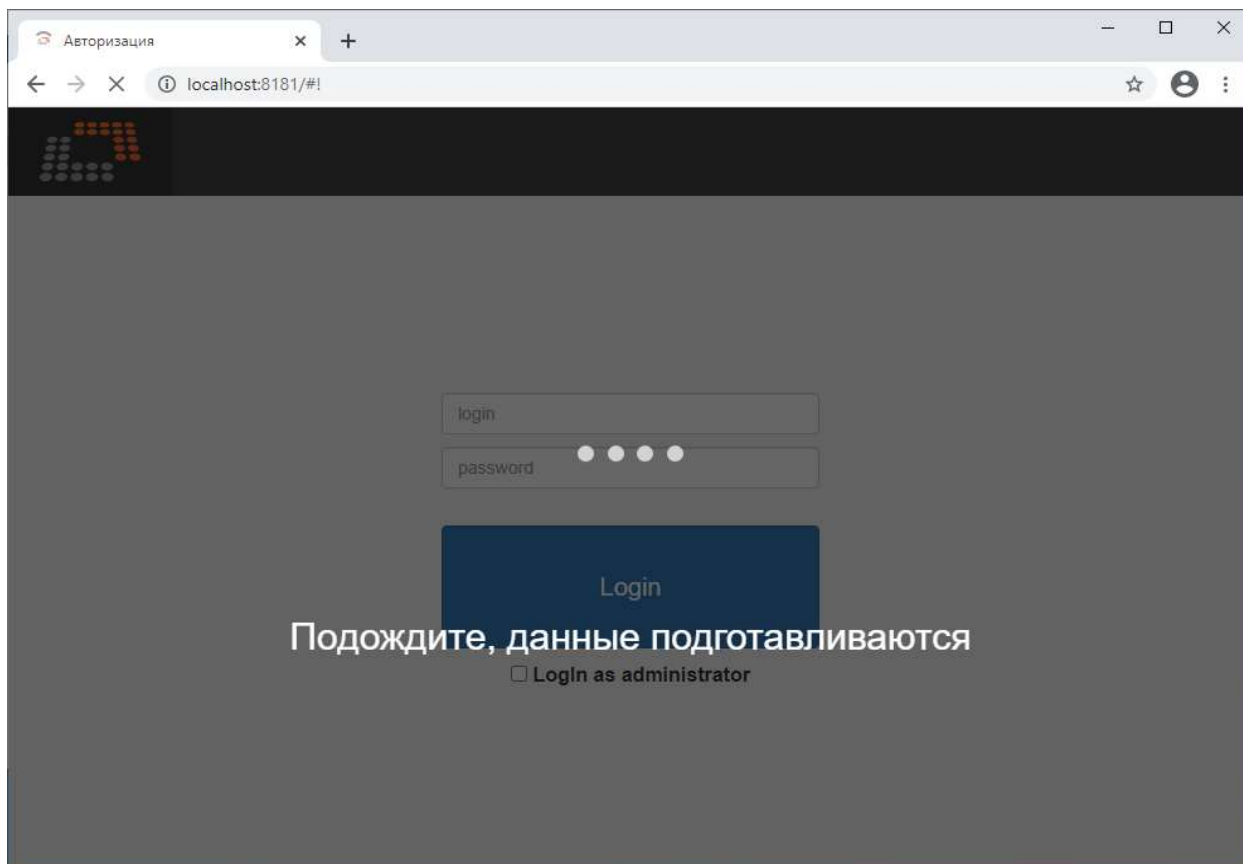 Авторизация
localhost:8181/#!
login
password
Login
Подождите, данные подготавливаются
LogIn as administrator